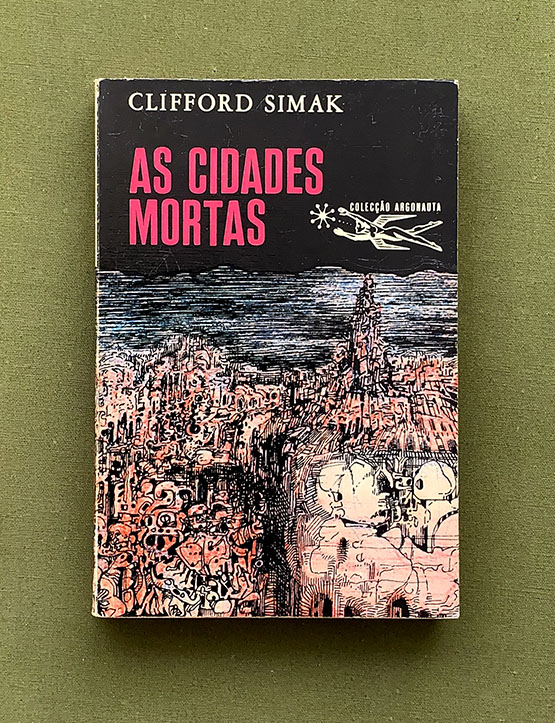 CLIFFORD SIMAK
AS CIDADES
MORTAS
COLECÇÃO ARGONAUTA